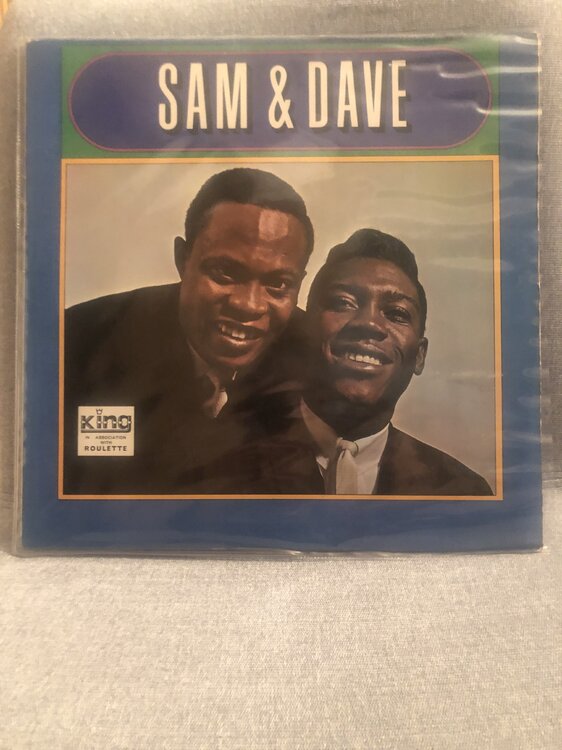 SAM & DAVE
King
IN ASSOCIATION
WITH
ROULETTE